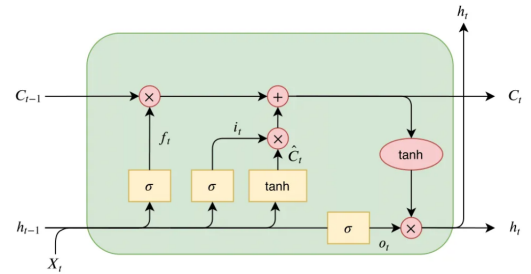 h_t
C_{t−1}
×
+
C_t
f_t
i_t
×
Ĉ_t
tanh
σ
σ
tanh
h_{t−1}
σ
×
h_t
o_t
X_t